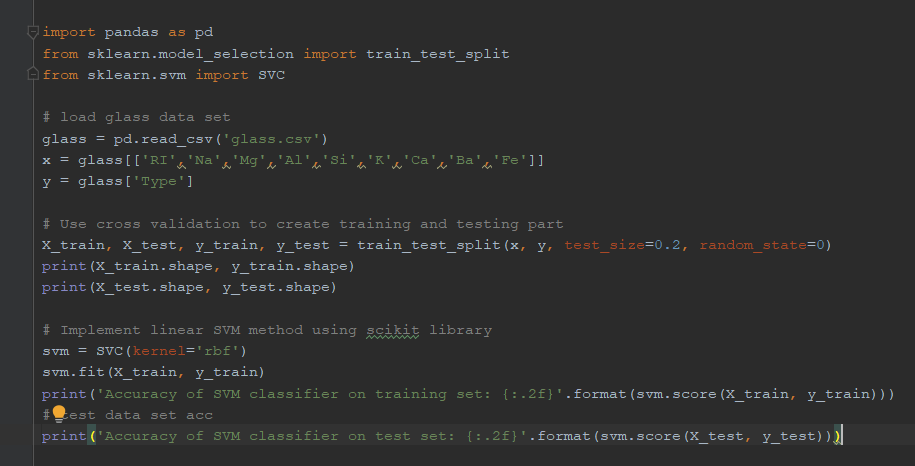 import pandas as pd
from sklearn.model_selection import train_test_split
from sklearn.svm import SVC
# load glass data set
glass = pd.read_csv('glass.csv')
x = glass[['RI','Na','Mg','Al','Si','K','Ca','Ba','Fe']]
y = glass['Type']
# Use cross validation to create training and testing part
X_train, X_test, y_train, y_test = train_test_split(x, y, test_size=0.2, random_state=0)
print(X_train.shape, y_train.shape)
print(X_test.shape, y_test.shape)
# Implement linear SVM method using scikit library
svm = SVC(kernel='rbf')
svm.fit(X_train, y_train)
print('Accuracy of SVM classifier on training set: {:.2f}'.format(svm.score(X_train, y_train)))
# test data set acc
print('Accuracy of SVM classifier on test set: {:.2f}'.format(svm.score(X_test, y_test)))